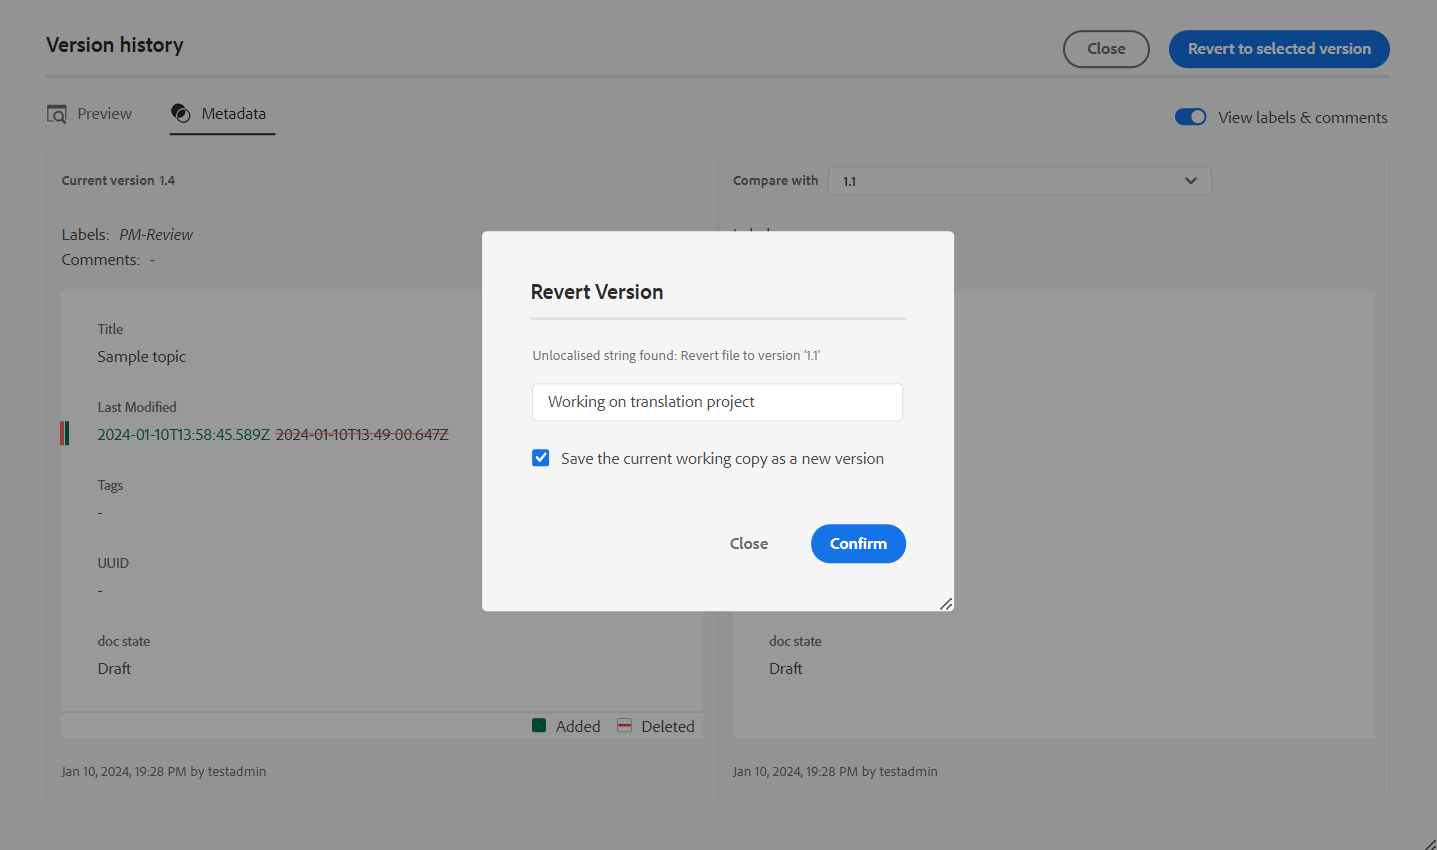 Version history
Close
Revert to selected version
Preview
Metadata
View labels & comments
Current version 1.4
Compare with
1.1
Labels: PM-Review
Comments: -
Revert Version
Unlocalised string found: Revert file to version '1.1'
Working on translation project
Save the current working copy as a new version
Close
Confirm
Title
Sample topic
Last Modified
2024-01-10T13:58:45.589Z 2024-01-10T13:49:00.647Z
Tags
-
UUID
-
doc state
Draft
doc state
Draft
Added
Deleted
Jan 10, 2024, 19:28 PM by testadmin
Jan 10, 2024, 19:28 PM by testadmin